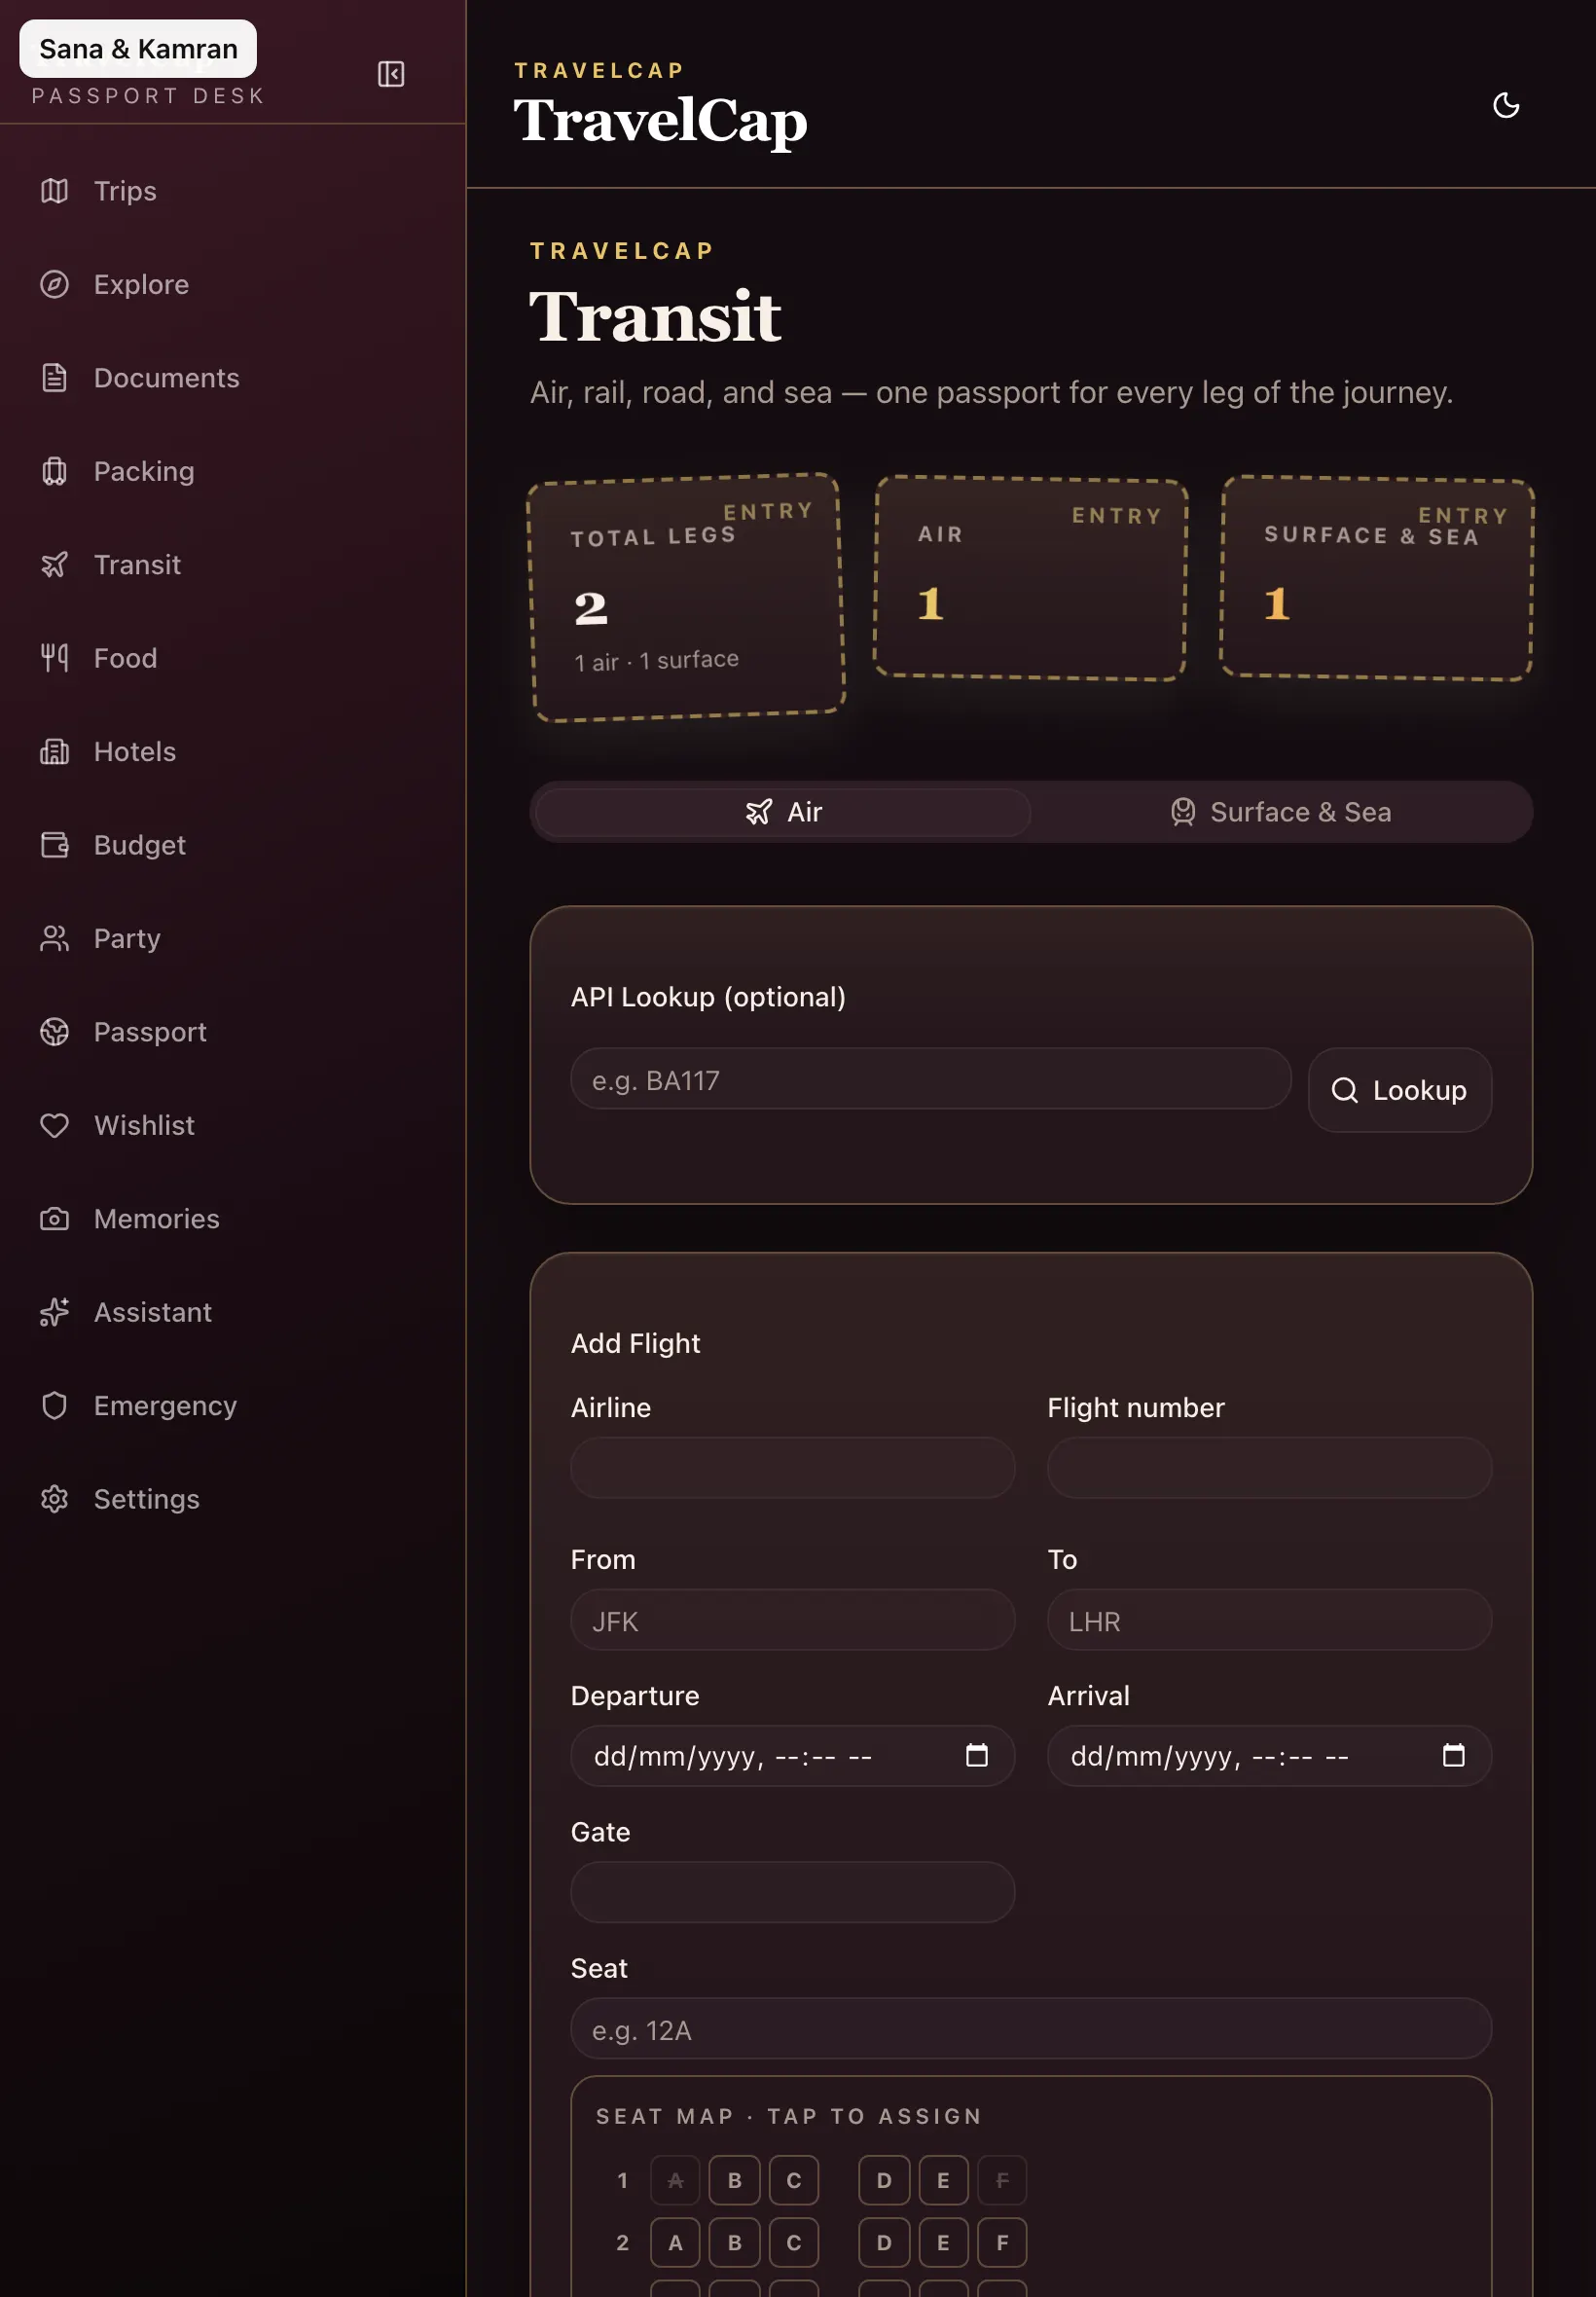 Sana & Kamran
PASSPORT DESK
Trips
Explore
Documents
Packing
Transit
Food
Hotels
Budget
Party
Passport
Wishlist
Memories
Assistant
Emergency
Settings
TRAVELCAP
TravelCap
TRAVELCAP
Transit
Air, rail, road, and sea — one passport for every leg of the journey.
ENTRY
TOTAL LEGS
2
1 air · 1 surface
ENTRY
AIR
1
ENTRY
SURFACE & SEA
1
Air
Surface & Sea
API Lookup (optional)
e.g. BA117
Lookup
Add Flight
Airline
Flight number
From
To
JFK
LHR
Departure
Arrival
dd/mm/yyyy, --:-- --
dd/mm/yyyy, --:-- --
Gate
Seat
e.g. 12A
SEAT MAP · TAP TO ASSIGN
1 A B C D E F
2 A B C D E F